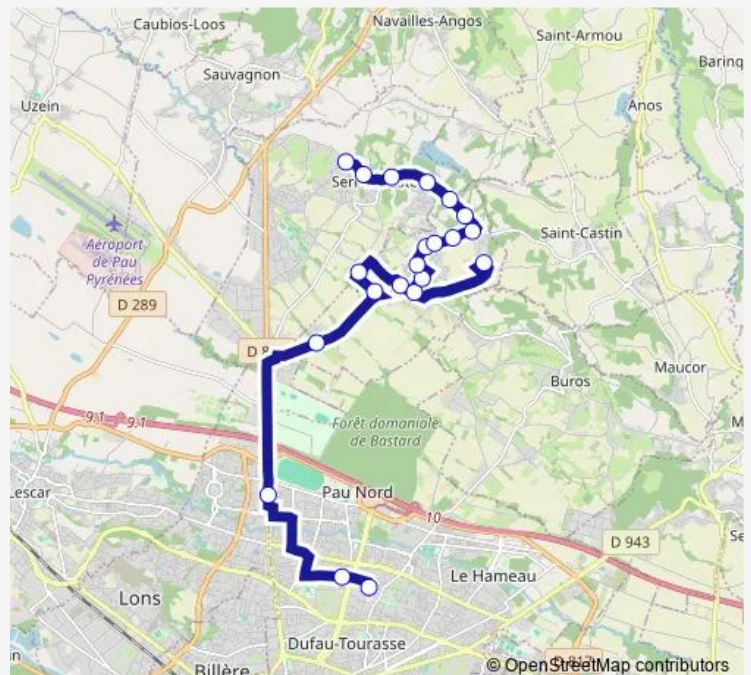 Caubios-Loos
Navailles-Angos
Saint-Armou
Sauvagnon
Uzein
Anos
Saint-Castin
Aéroport
de Pau
Pyrénées
D 289
D 8
Maucor
Buros
9.1
9.1
Forêt domaniale
de Bastard
Lescar
Pau Nord
10
D 943
Le Hameau
Lons
Dufau-Tourasse
Billère
D 817
© OpenStreetMap contributors